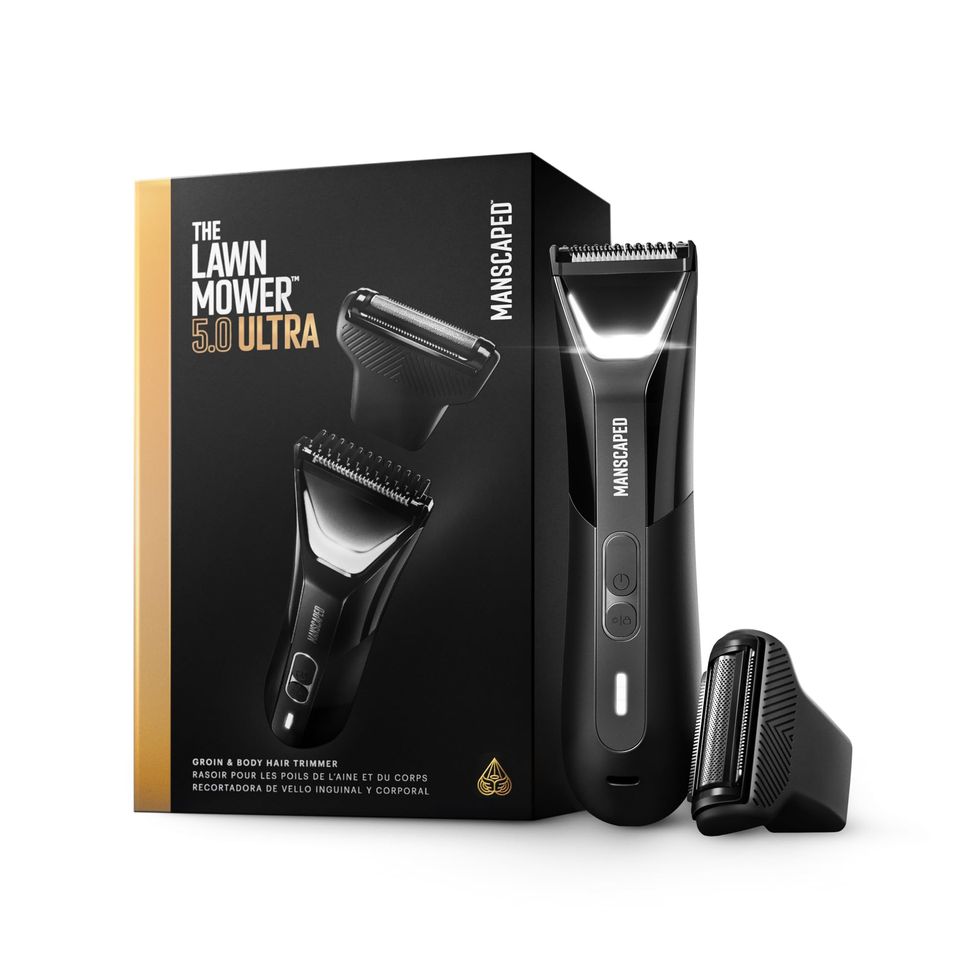 THE
LAWN
MOWER™
5.0 ULTRA
MANSCAPED™
MANSCAPED
GROIN & BODY HAIR TRIMMER
RASOIR POUR LES POILS DE L'AINE ET DU CORPS
RECORTADORA DE VELLO INGUINAL Y CORPORAL
MANSCAPED